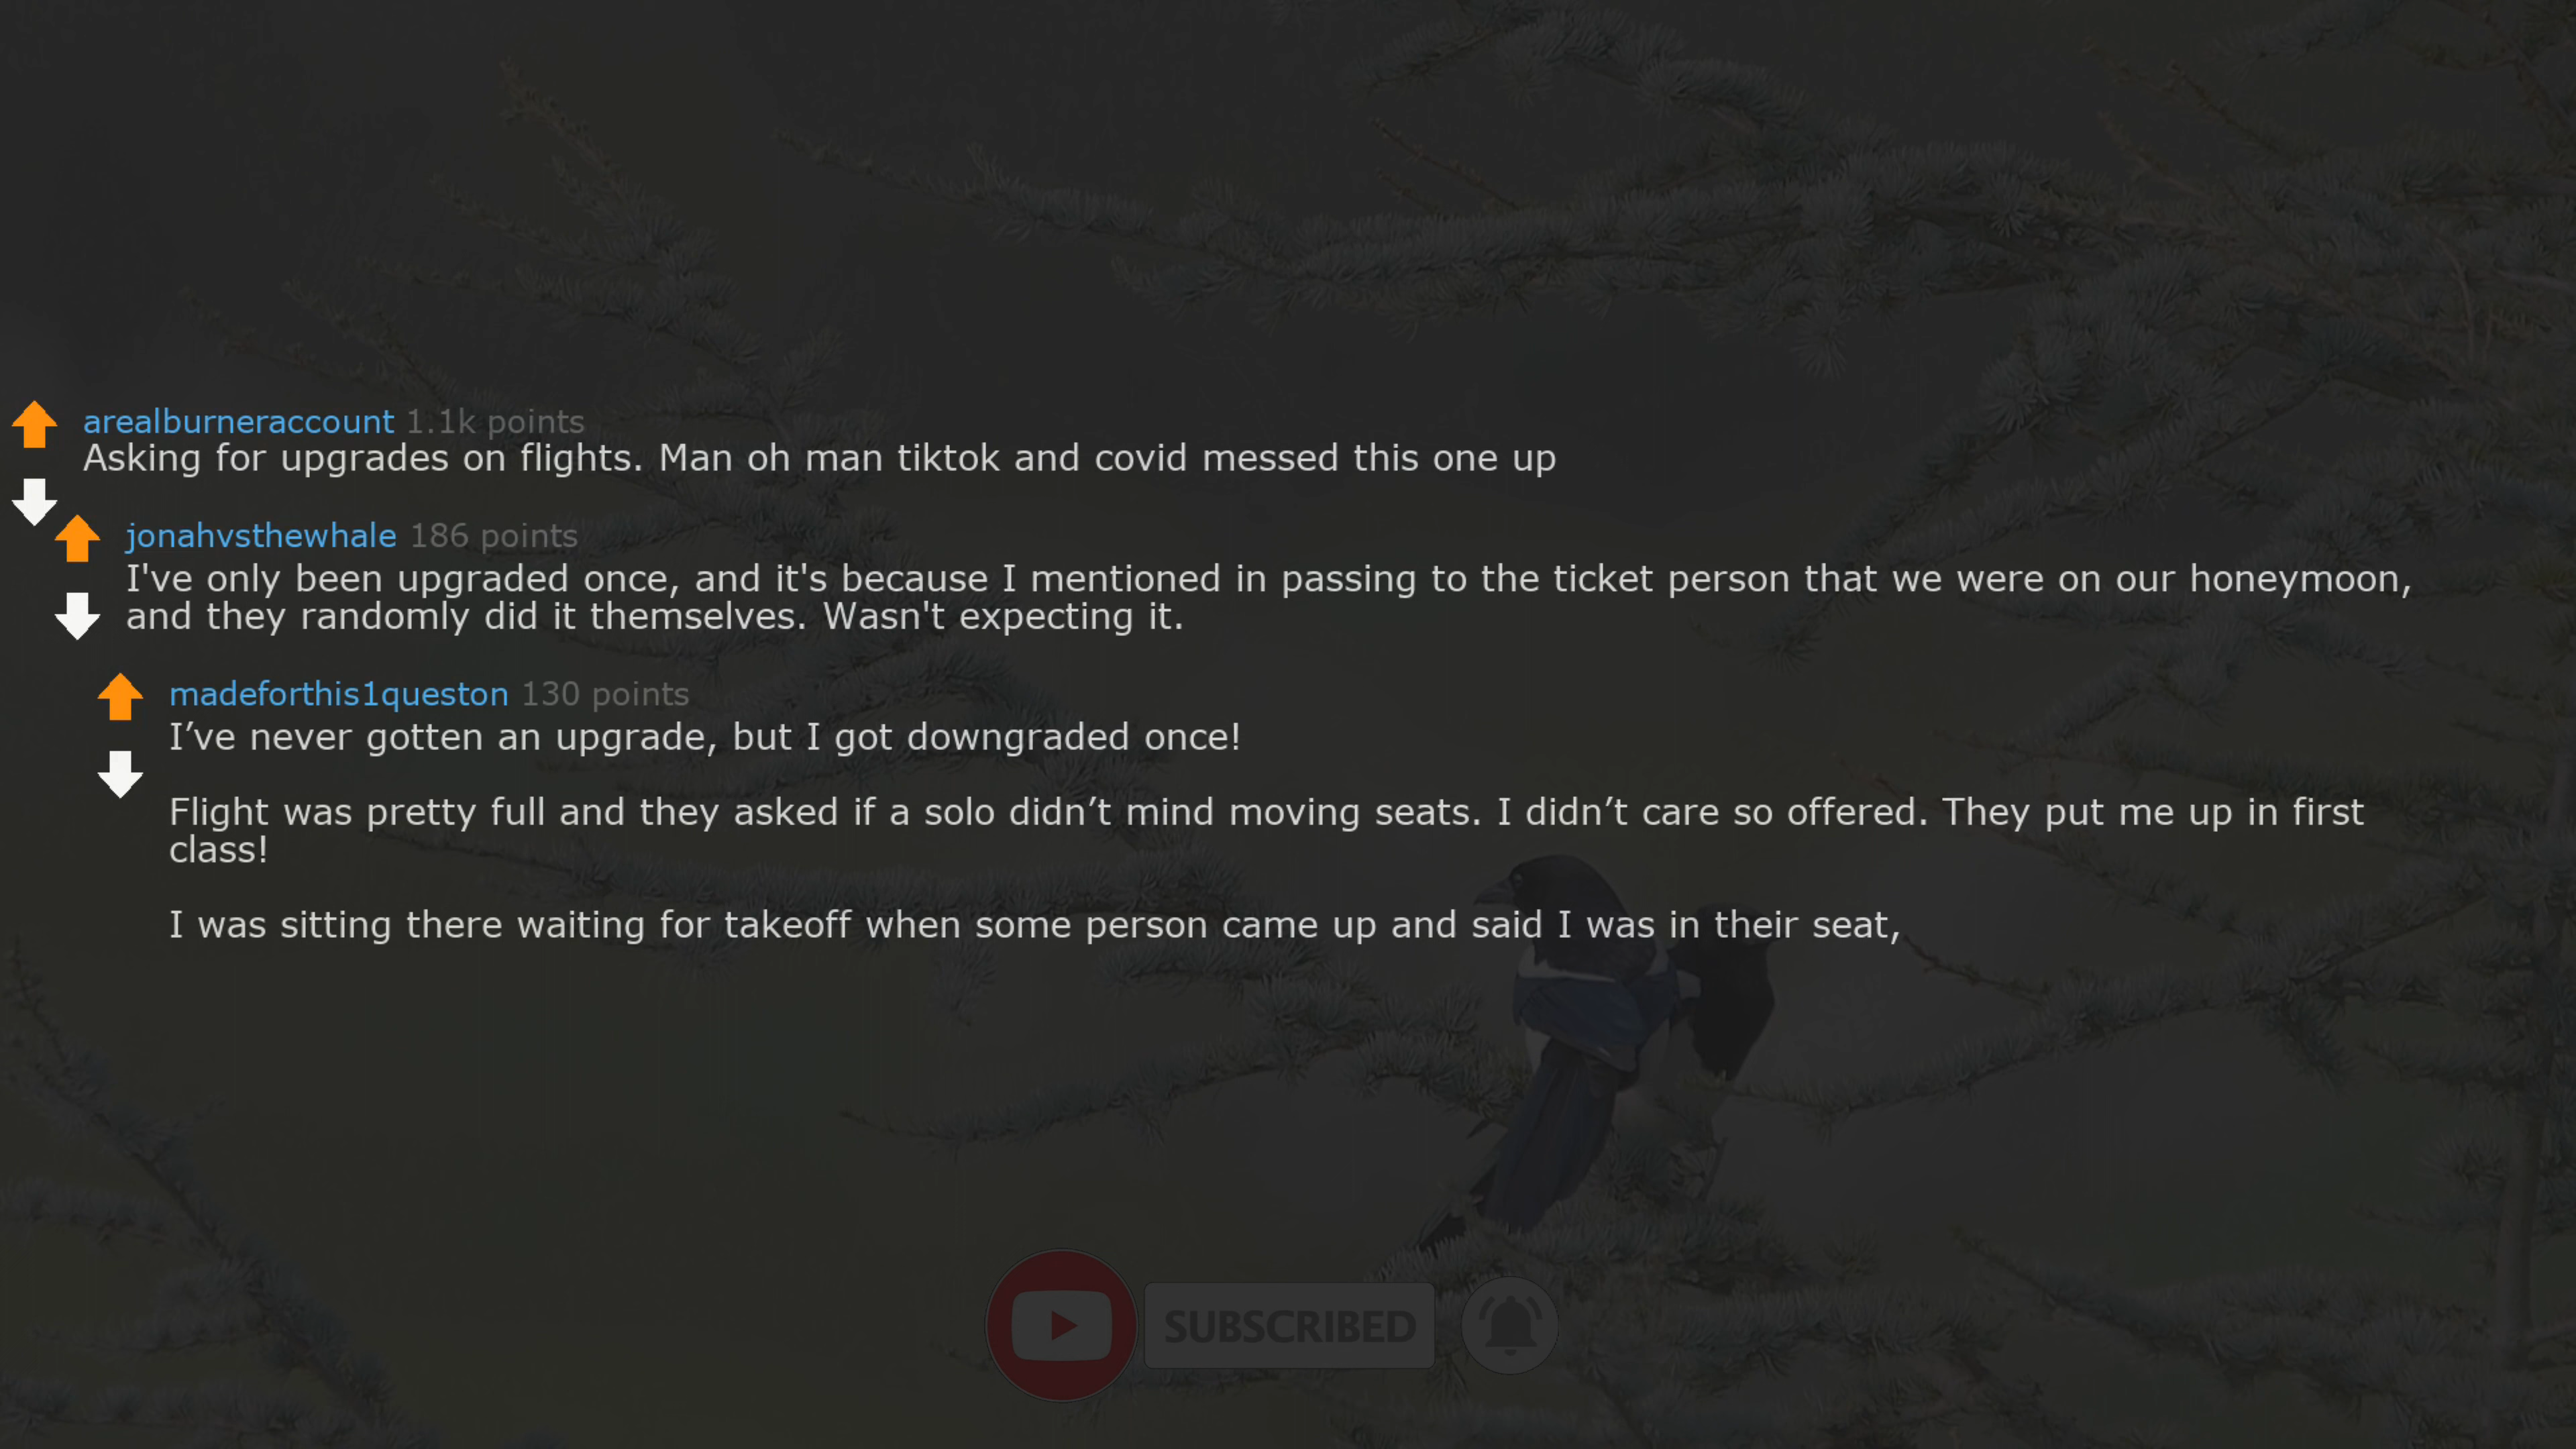 arealburneraccount 1.1k points
Asking for upgrades on flights. Man oh man tiktok and covid messed this one up
jonahvsthewhale 186 points
I've only been upgraded once, and it's because I mentioned in passing to the ticket person that we were on our honeymoon,
and they randomly did it themselves. Wasn't expecting it.
madeforthis1queston 130 points
I’ve never gotten an upgrade, but I got downgraded once!
Flight was pretty full and they asked if a solo didn’t mind moving seats. I didn’t care so offered. They put me up in first
class!
I was sitting there waiting for takeoff when some person came up and said I was in their seat,
SUBSCRIBED